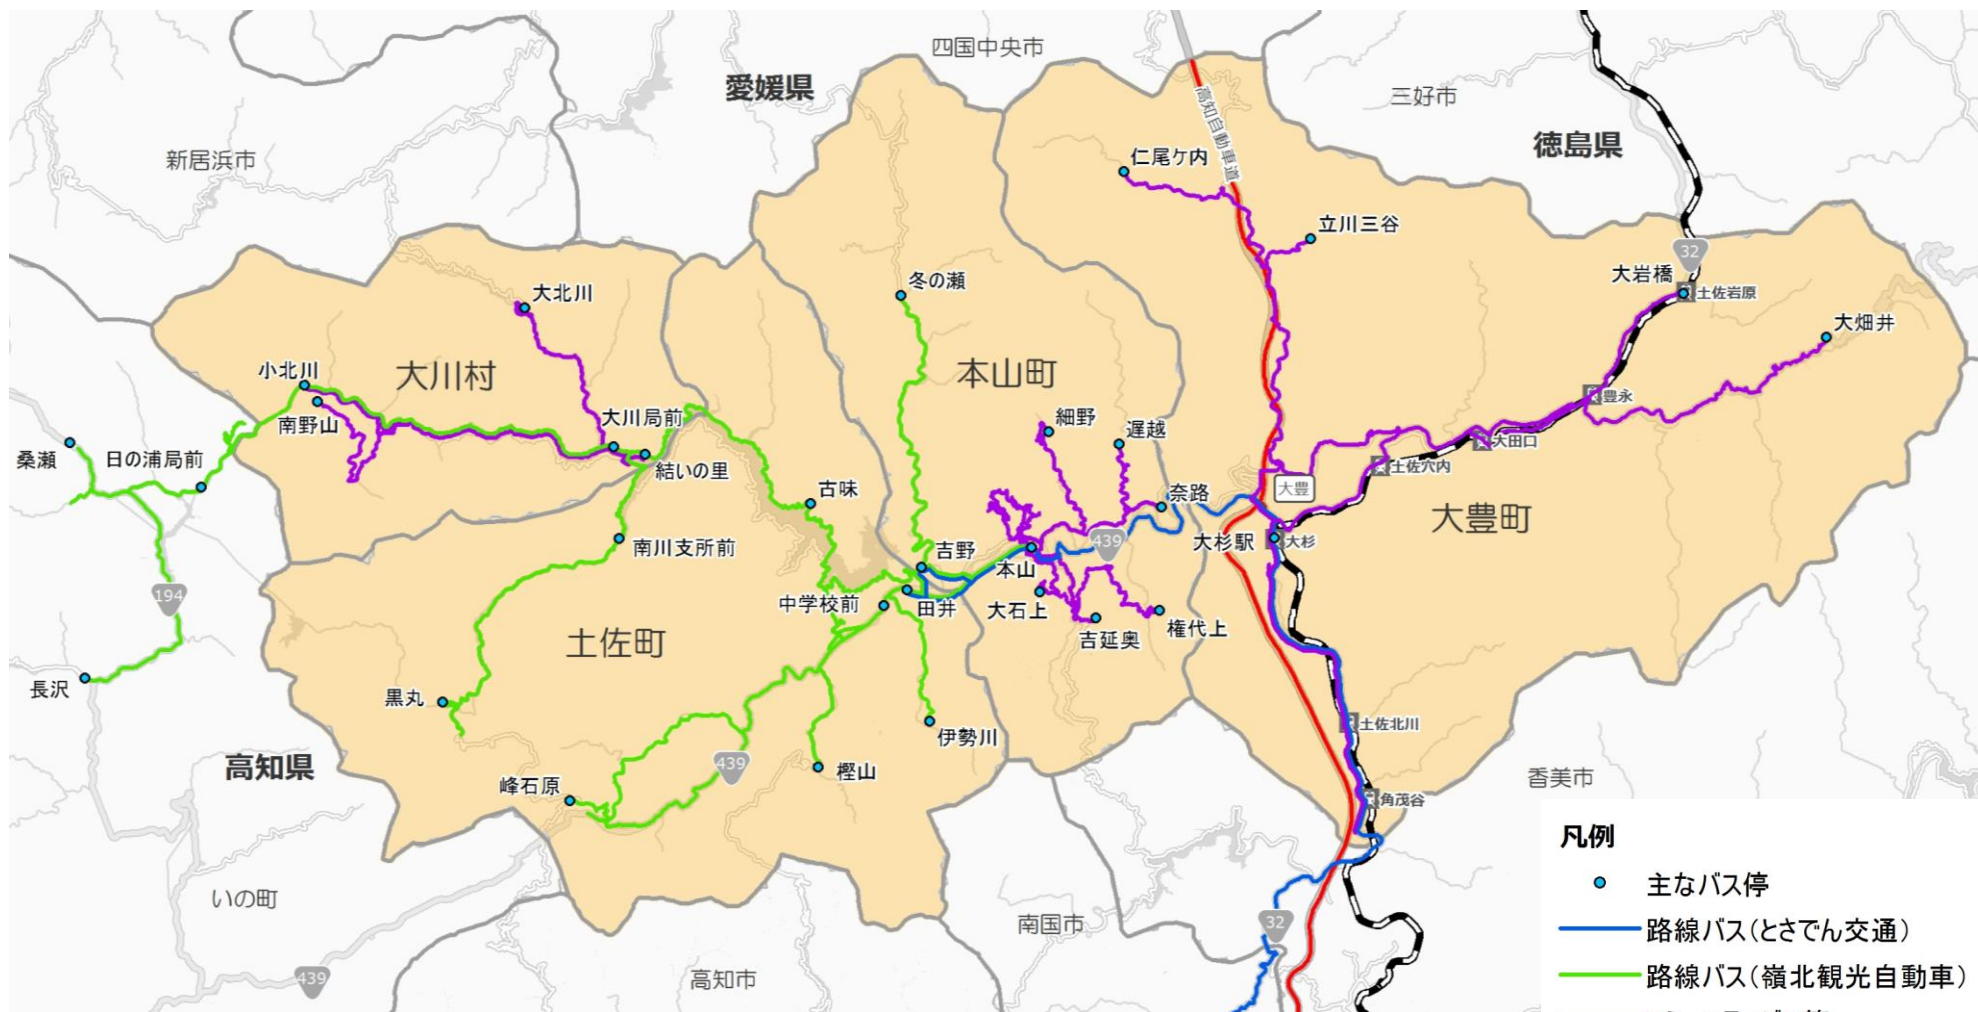 四国中央市
愛媛県
三好市
高知自動車道
徳島県
新居浜市
仁尾ケ内
立川三谷
32
大岩橋
土佐岩原
冬の瀬
大北川
大畑井
小北川
大川村
本山町
豊永
南野山
大川局前
細野
遅越
大田口
桑瀬
日の浦局前
結いの里
土佐穴内
古味
奈路
大豊
大豊町
南川支所前
吉野
439
大杉駅
大杉
本山
194
中学校前
田井
大石上
土佐町
吉延奥
権代上
長沢
黒丸
土佐北川
伊勢川
高知県
439
樫山
峰石原
香美市
角茂谷
凡例
主なバス停
いの町
南国市
32
路線バス(とさでん交通)
高知市
439
路線バス(嶺北観光自動車)